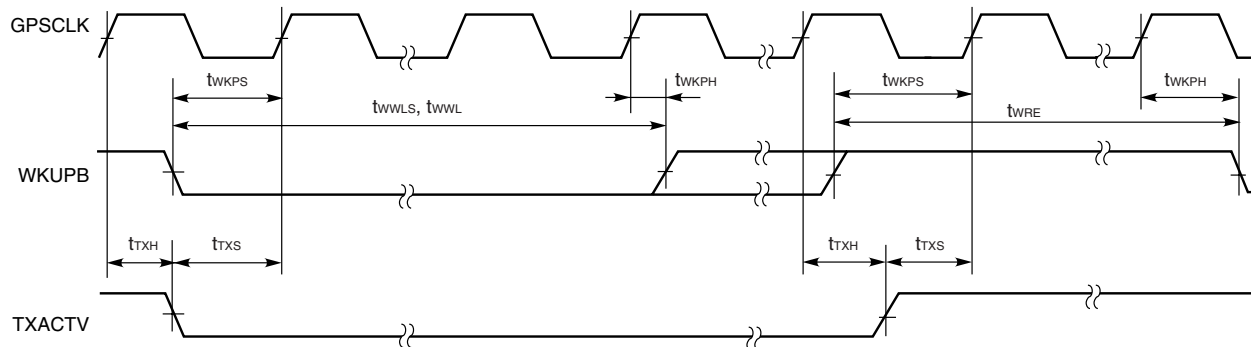 GPSCLK
tWKPS
tWWLS, tWWL
tWKPH
tWKPS
tWKPH
tWRE
WKUPB
tTXH
tTXS
tTXH
tTXS
TXACTV